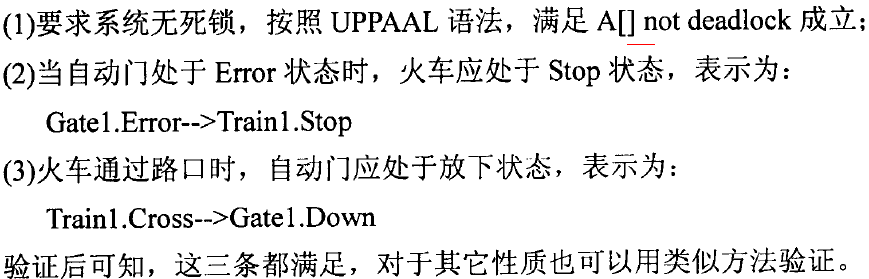 (1)要求系统无死锁，按照 UPPAAL 语法，满足 A[] not deadlock 成立；
(2)当自动门处于 Error 状态时，火车应处于 Stop 状态，表示为：
Gate1.Error-->Train1.Stop
(3)火车通过路口时，自动门应处于放下状态，表示为：
Train1.Cross-->Gate1.Down
验证后可知，这三条都满足，对于其它性质也可以用类似方法验证。